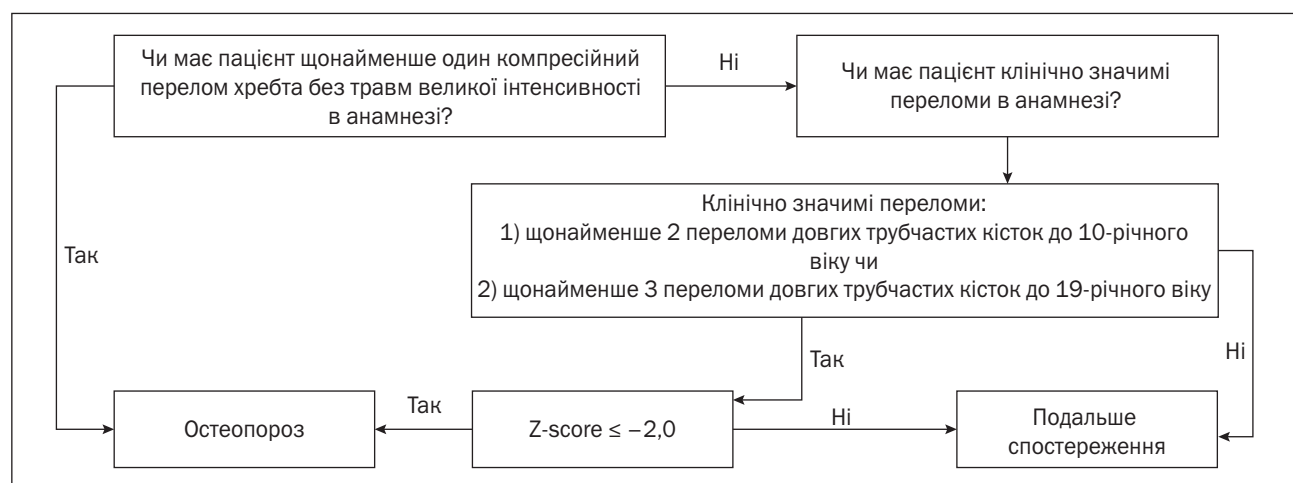 Чи має пацієнт щонайменше один компресійний
перелом хребта без травм великої інтенсивності
в анамнезі?
Ні
Чи має пацієнт клінічно значимі
переломи в анамнезі?
Клінічно значимі переломи:
1) щонайменше 2 переломи довгих трубчастих кісток до 10-річного
віку чи
2) щонайменше 3 переломи довгих трубчастих кісток до 19-річного віку
Так
Так
Ні
Остеопороз
Так
Z-score ≤ −2,0
Ні
Подальше
спостереження